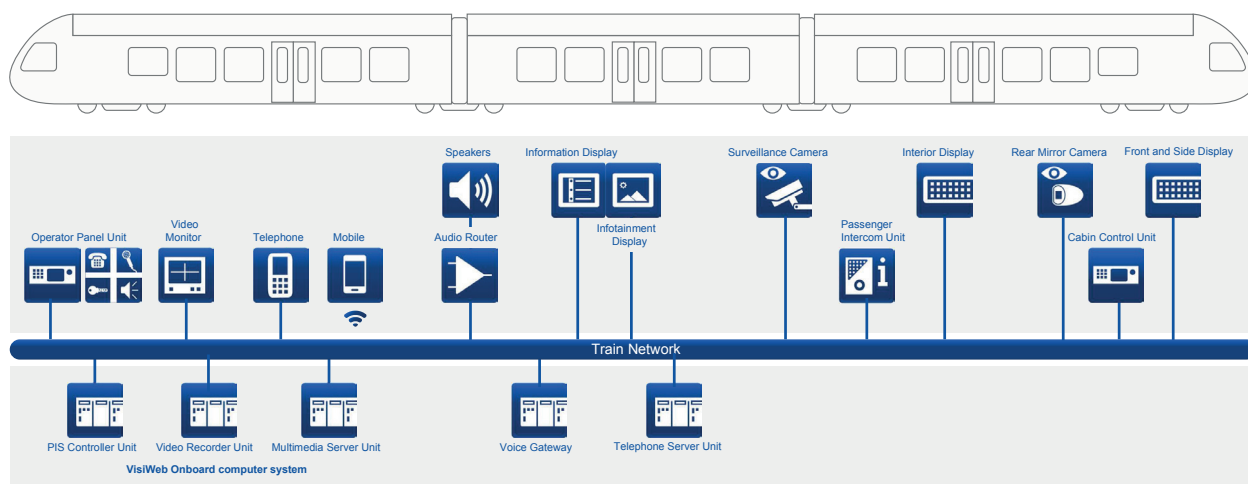 Speakers
Information Display
Surveillance Camera
Interior Display
Rear Mirror Camera
Front and Side Display
Operator Panel Unit
Video
Monitor
Telephone
Mobile
Audio Router
Infotainment
Display
Passenger
Intercom Unit
Cabin Control Unit
Train Network
PIS Controller Unit
Video Recorder Unit
Multimedia Server Unit
Voice Gateway
Telephone Server Unit
VisiWeb Onboard computer system